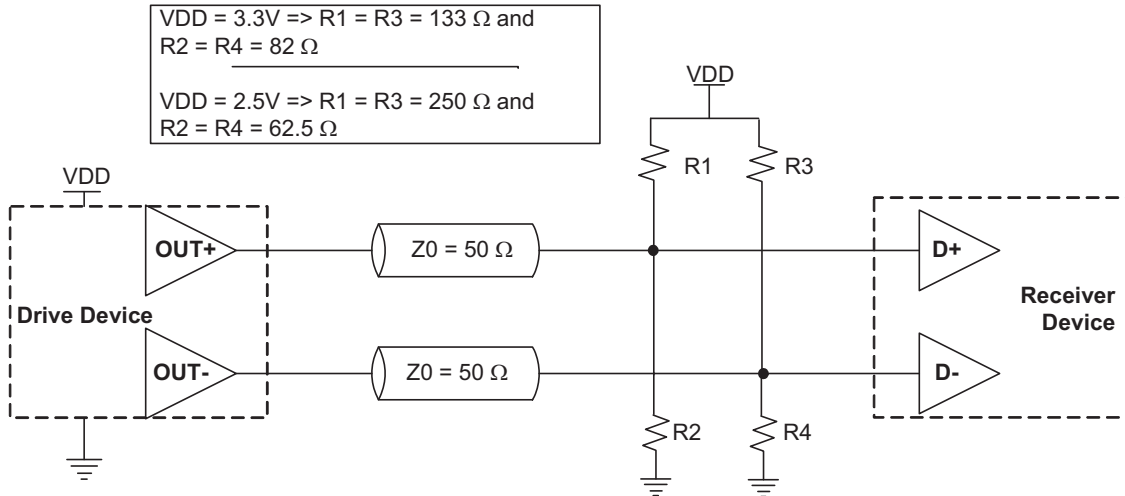 VDD = 3.3V => R1 = R3 = 133 Ω and
R2 = R4 = 82 Ω
VDD = 2.5V => R1 = R3 = 250 Ω and
R2 = R4 = 62.5 Ω
VDD
VDD
R1
R3
OUT+
Z0 = 50 Ω
D+
Drive Device
Receiver
Device
OUT-
Z0 = 50 Ω
D-
R2
R4